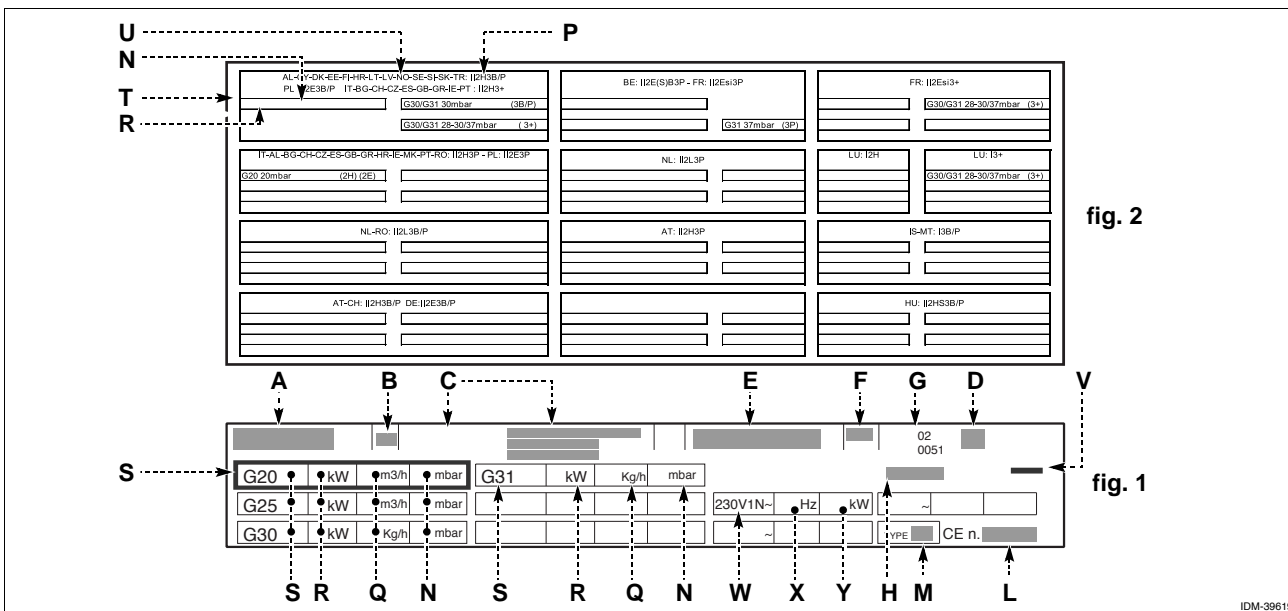 U P
N
T
R
AL-CY-DK-EE-FI-HR-LT-LV-NO-SE-SI-SK-TR: II2H3B/P
PL II2E3B/P IT-BG-CH-CZ-ES-GB-GR-IE-PT : II2H3+
G30/G31 30mbar (3B/P)
G30/G31 28-30/37mbar ( 3+)
BE: II2E(S)B3P - FR: II2Esi3P
G31 37mbar (3P)
FR: II2Esi3+
G30/G31 28-30/37mbar (3+)
IT-AL-BG-CH-CZ-ES-GB-GR-HR-IE-MK-PT-RO: II2H3P - PL: II2E3P
G20 20mbar (2H) (2E)
NL: II2L3P
LU: I2H
LU: I3+
G30/G31 28-30/37mbar (3+)
fig. 2
NL-RO: II2L3B/P
AT: II2H3P
IS-MT: I3B/P
AT-CH: II2H3B/P DE:II2E3B/P
HU: II2HS3B/P
A B C E F G D V
02
0051
S
G20 kW m3/h mbar G31 kW Kg/h mbar
fig. 1
G25 kW m3/h mbar 230V1N~ Hz kW ~
G30 kW Kg/h mbar ~ TYPE CE n.
S R Q N S R Q N W X Y H M L